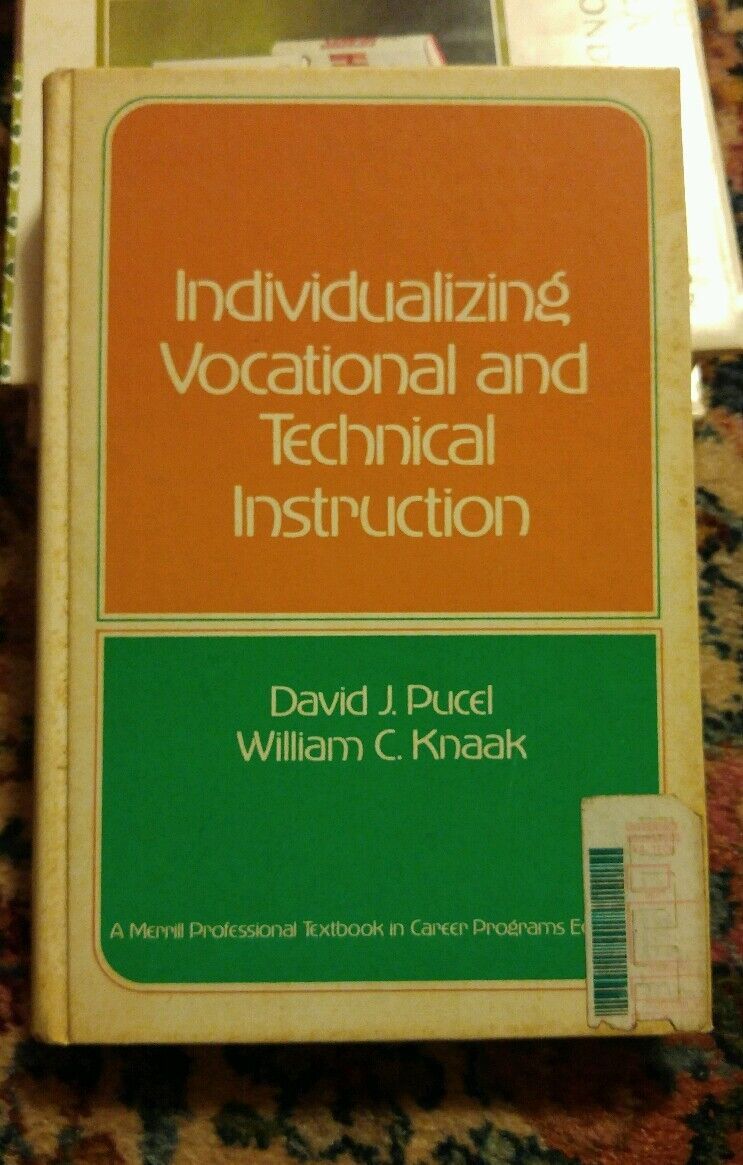 Individualizing
Vocational and
Technical
Instruction
David J. Pucel
William C. Knaak
A Merrill Professional Textbook in Career Programs